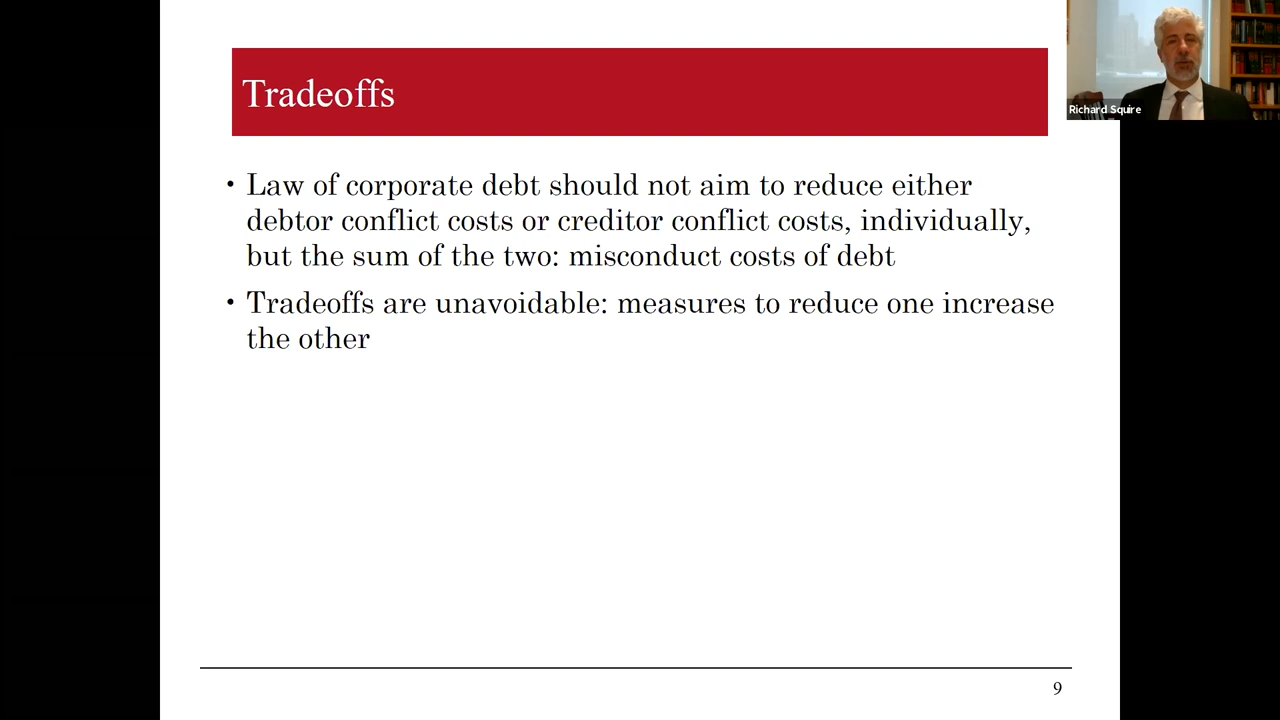 Tradeoffs
Richard Squire
• Law of corporate debt should not aim to reduce either
debtor conflict costs or creditor conflict costs, individually,
but the sum of the two: misconduct costs of debt
• Tradeoffs are unavoidable: measures to reduce one increase
the other
9